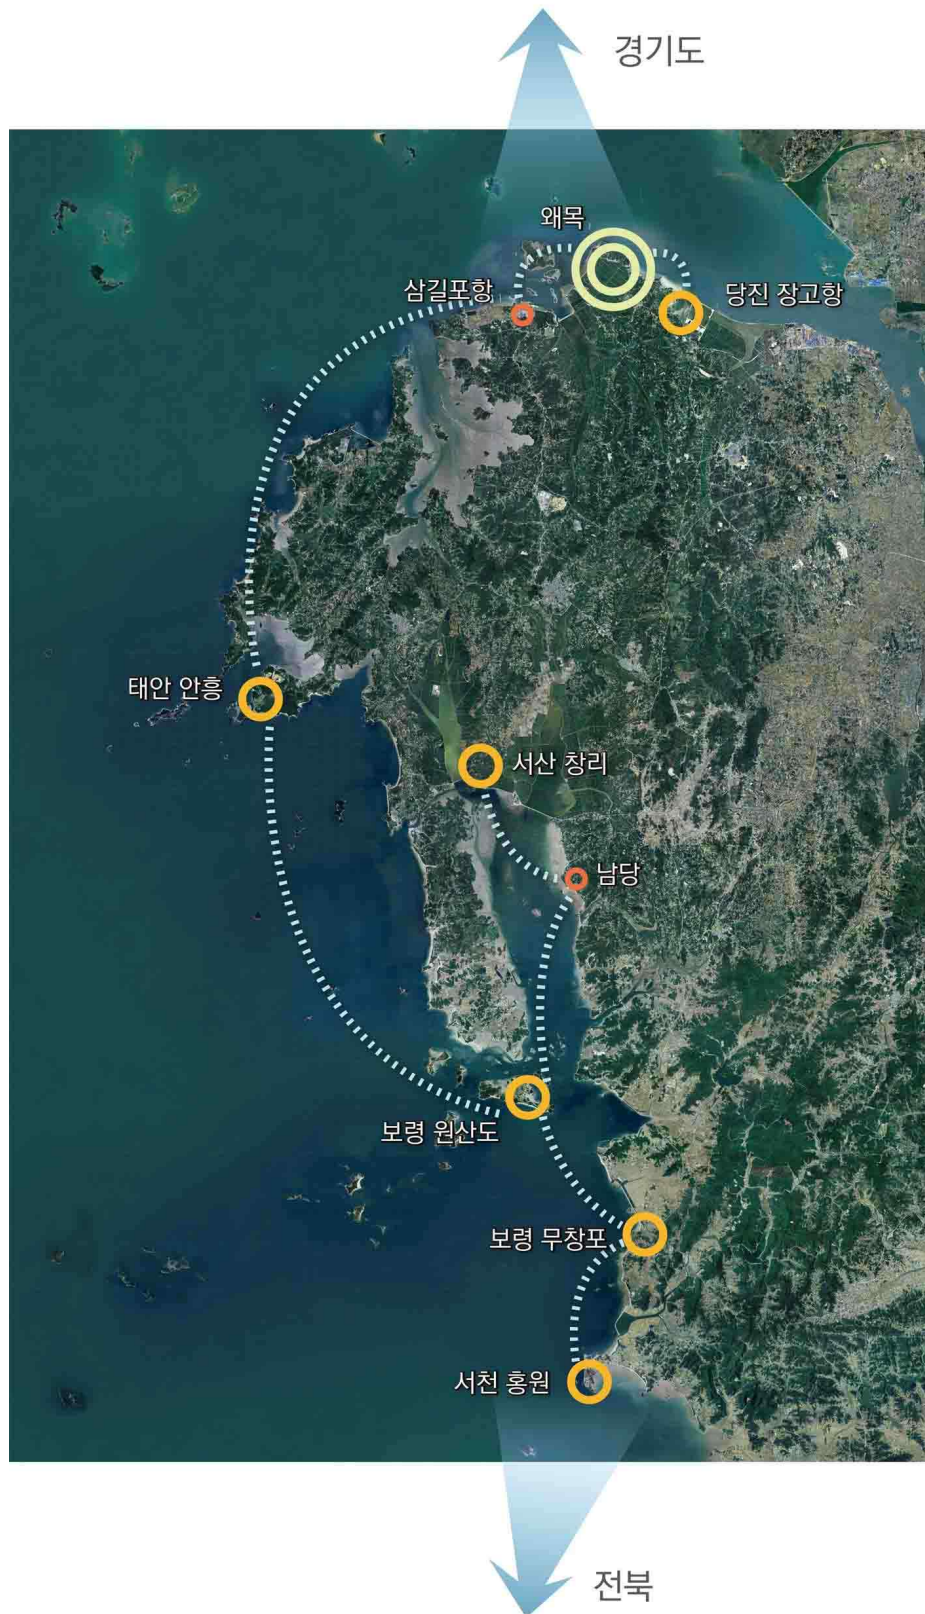 경기도
왜목
삼길포항
당진 장고항
태안 안흥
서산 창리
남당
보령 원산도
보령 무창포
서천 홍원
전북